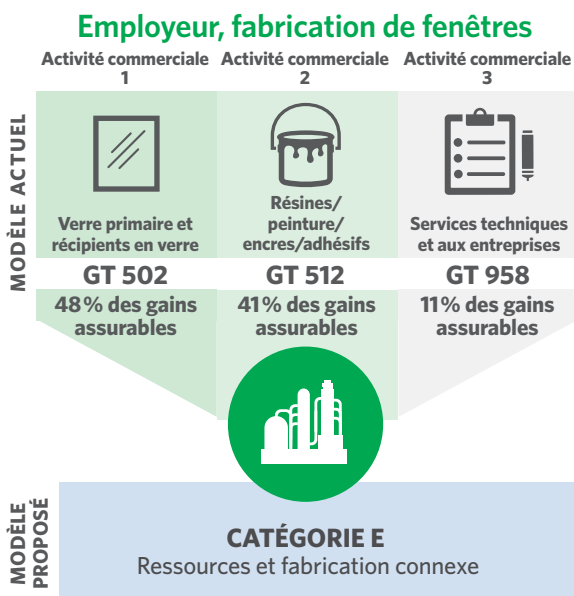 Employeur, fabrication de fenêtres
Activité commerciale
1
Activité commerciale
2
Activité commerciale
3
MODÈLE ACTUEL
Verre primaire et
récipients en verre
Résines/
peinture/
encres/adhésifs
Services techniques
et aux entreprises
GT 502
GT 512
GT 958
48 % des gains
assurables
41 % des gains
assurables
11 % des gains
assurables
MODÈLE
PROPOSÉ
CATÉGORIE E
Ressources et fabrication connexe